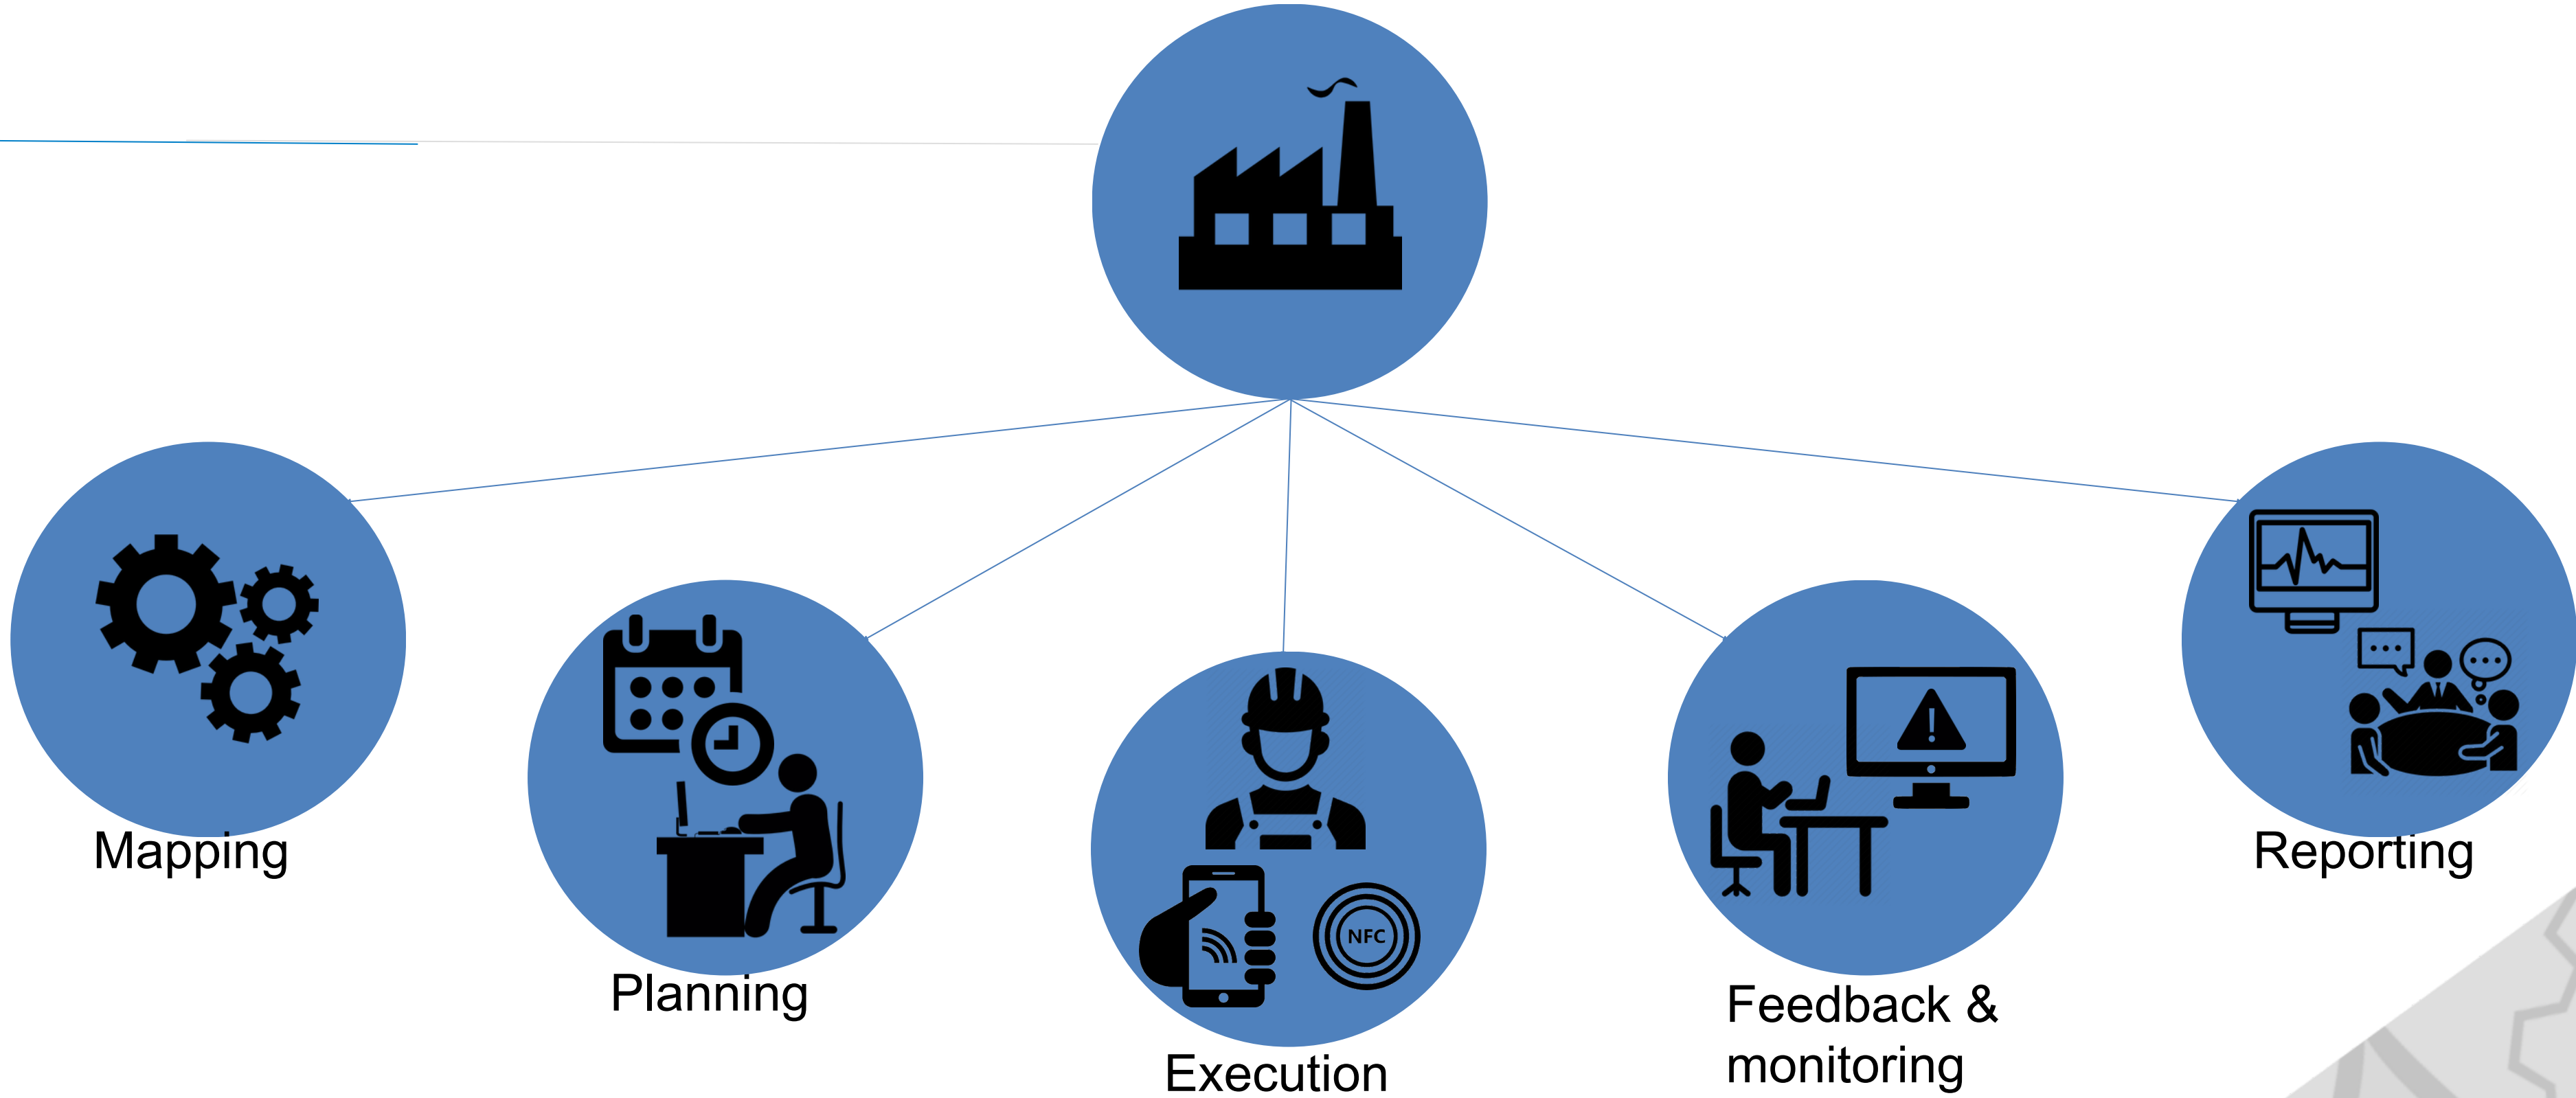 Mapping
Planning
NFC
Execution
Feedback &
monitoring
Reporting